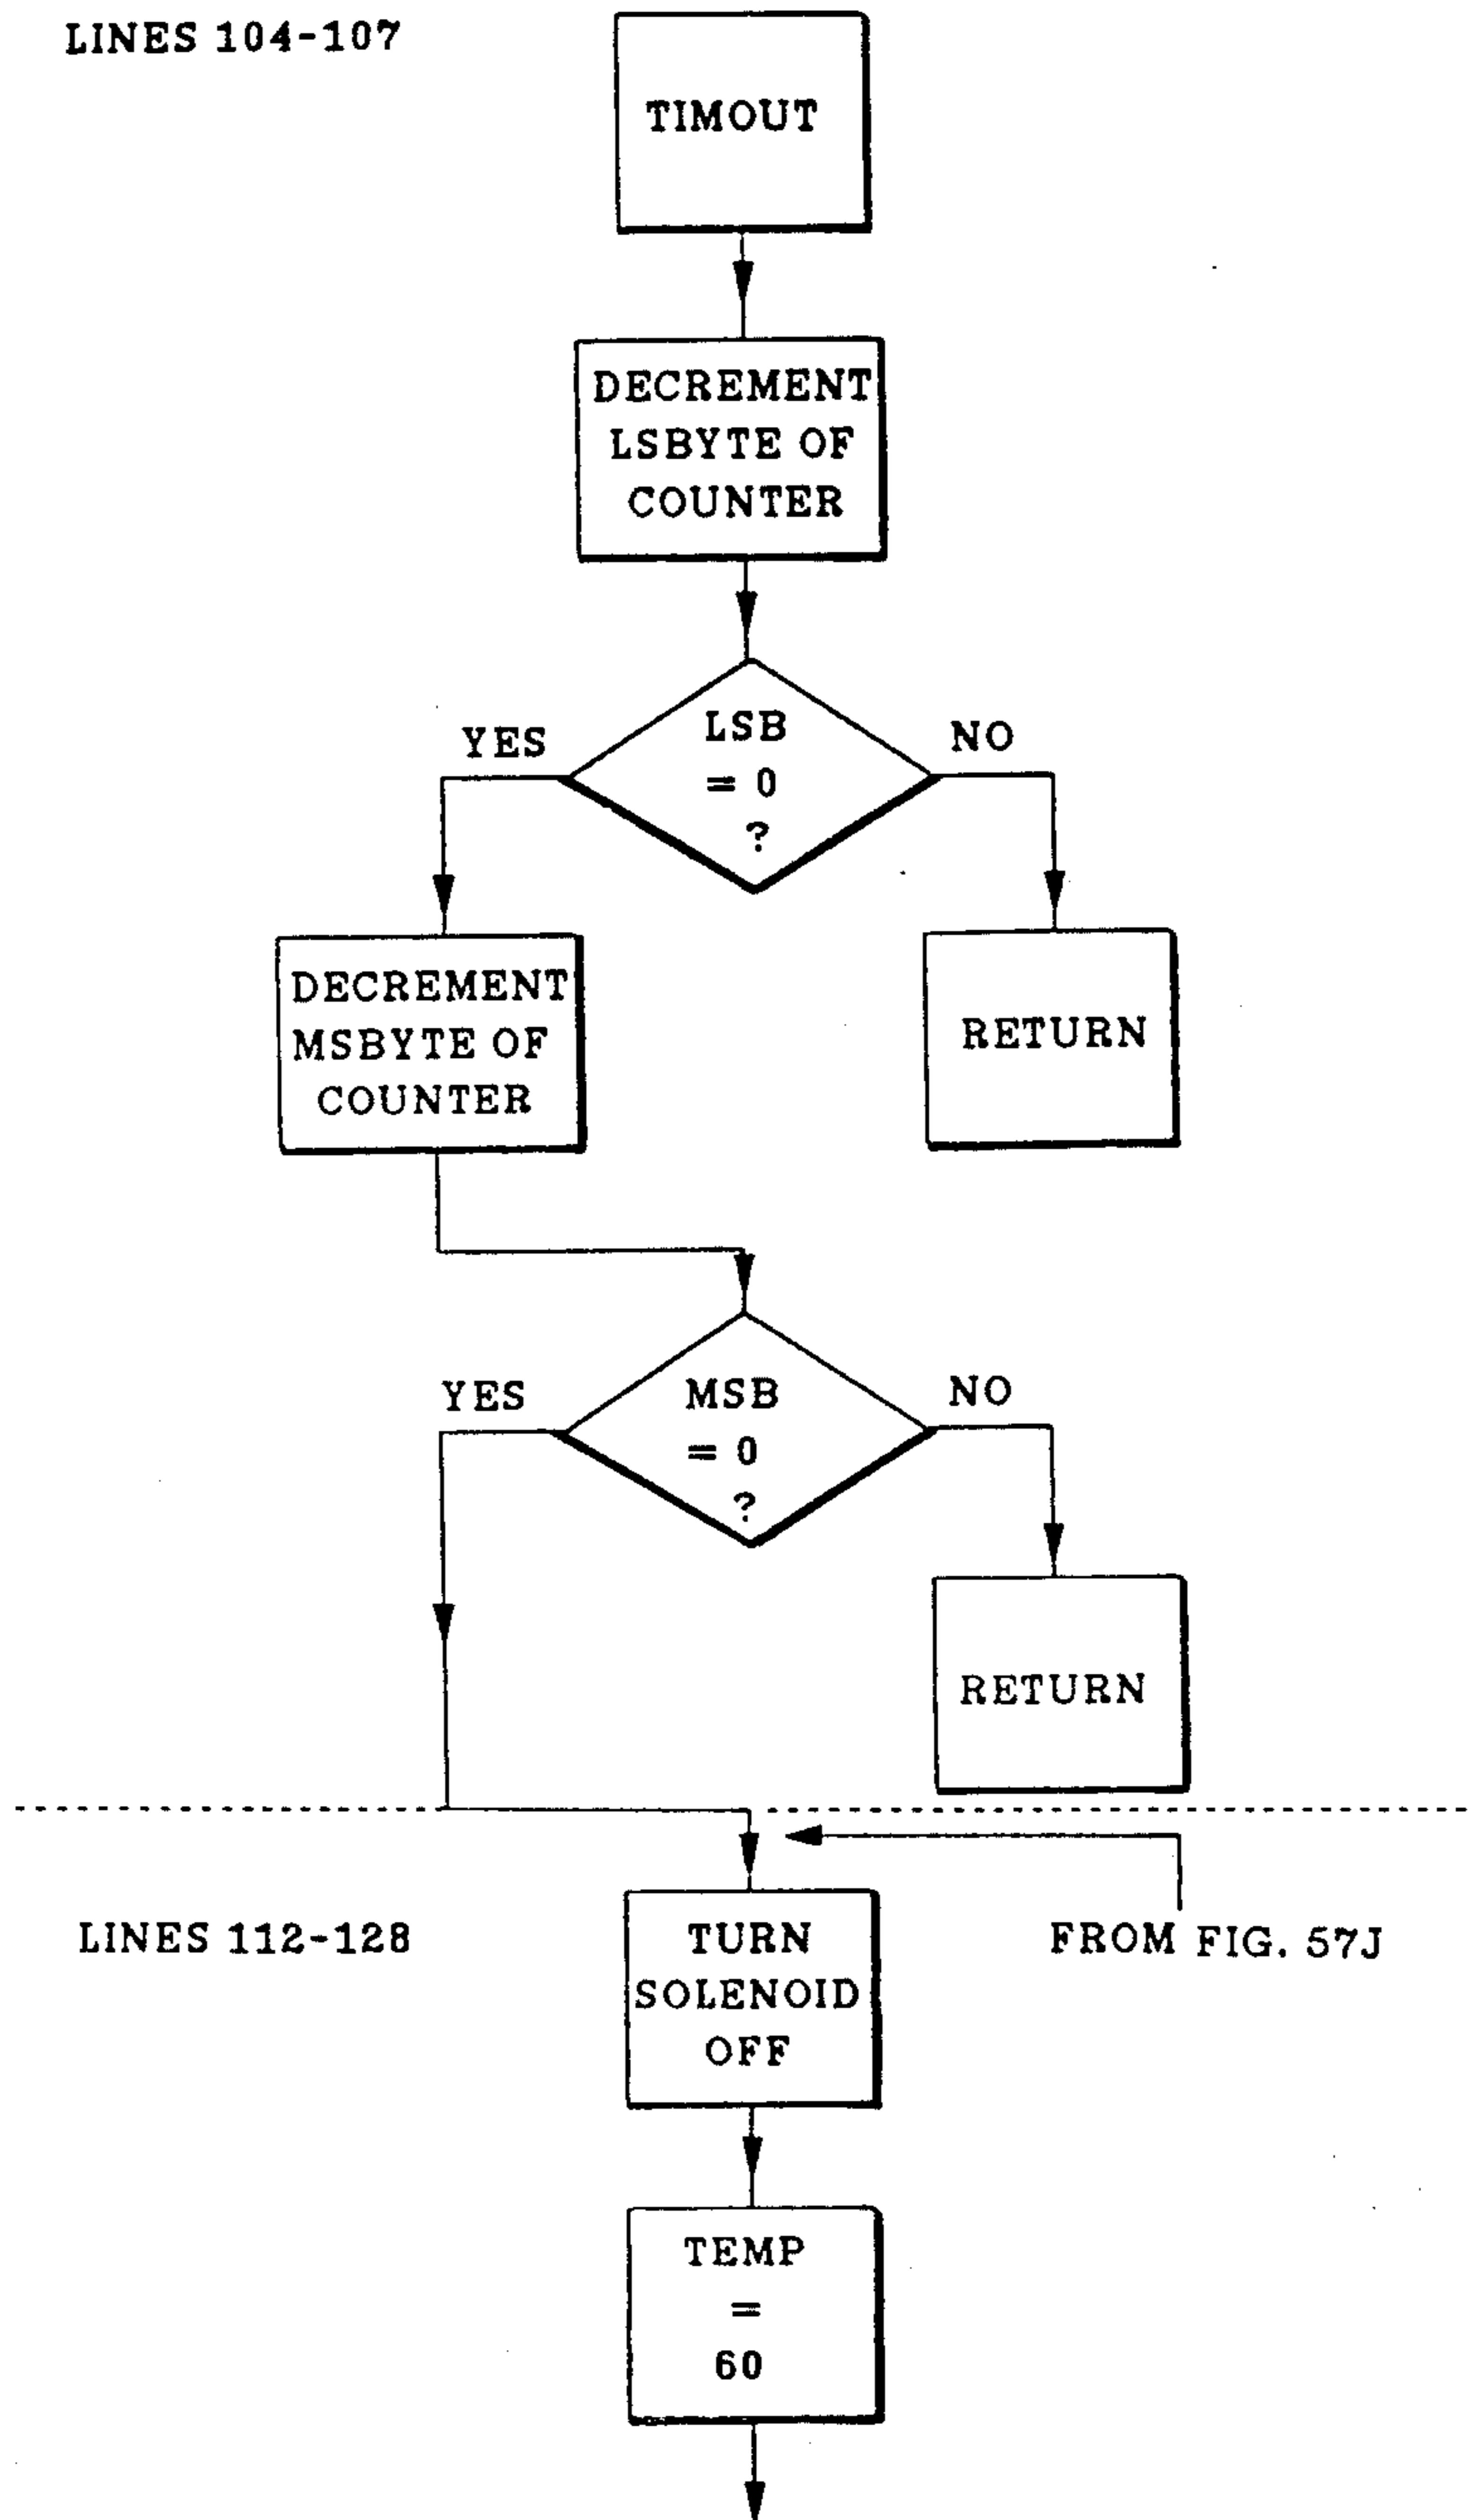 LINES 104-107
TIMOUT
DECREMENT
LSBYTE OF
COUNTER
LSB
= 0
?
YES
NO
DECREMENT
MSBYTE OF
COUNTER
RETURN
MSB
= 0
?
YES
NO
RETURN
LINES 112-128
FROM FIG. 57J
TURN
SOLENOID
OFF
TEMP
=
60